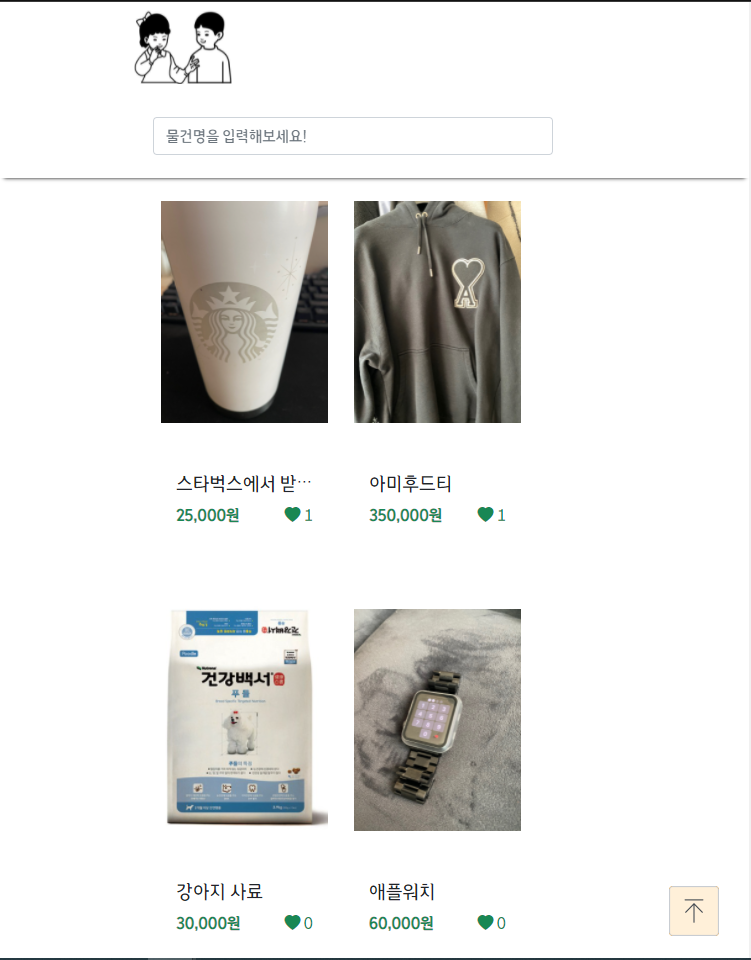 물건명을 입력해보세요!
스타벅스에서 받…
아미후드티
25,000원
1
350,000원
1
Poodle
건강백서
푸들
강아지 사료
애플워치
30,000원
0
60,000원
0